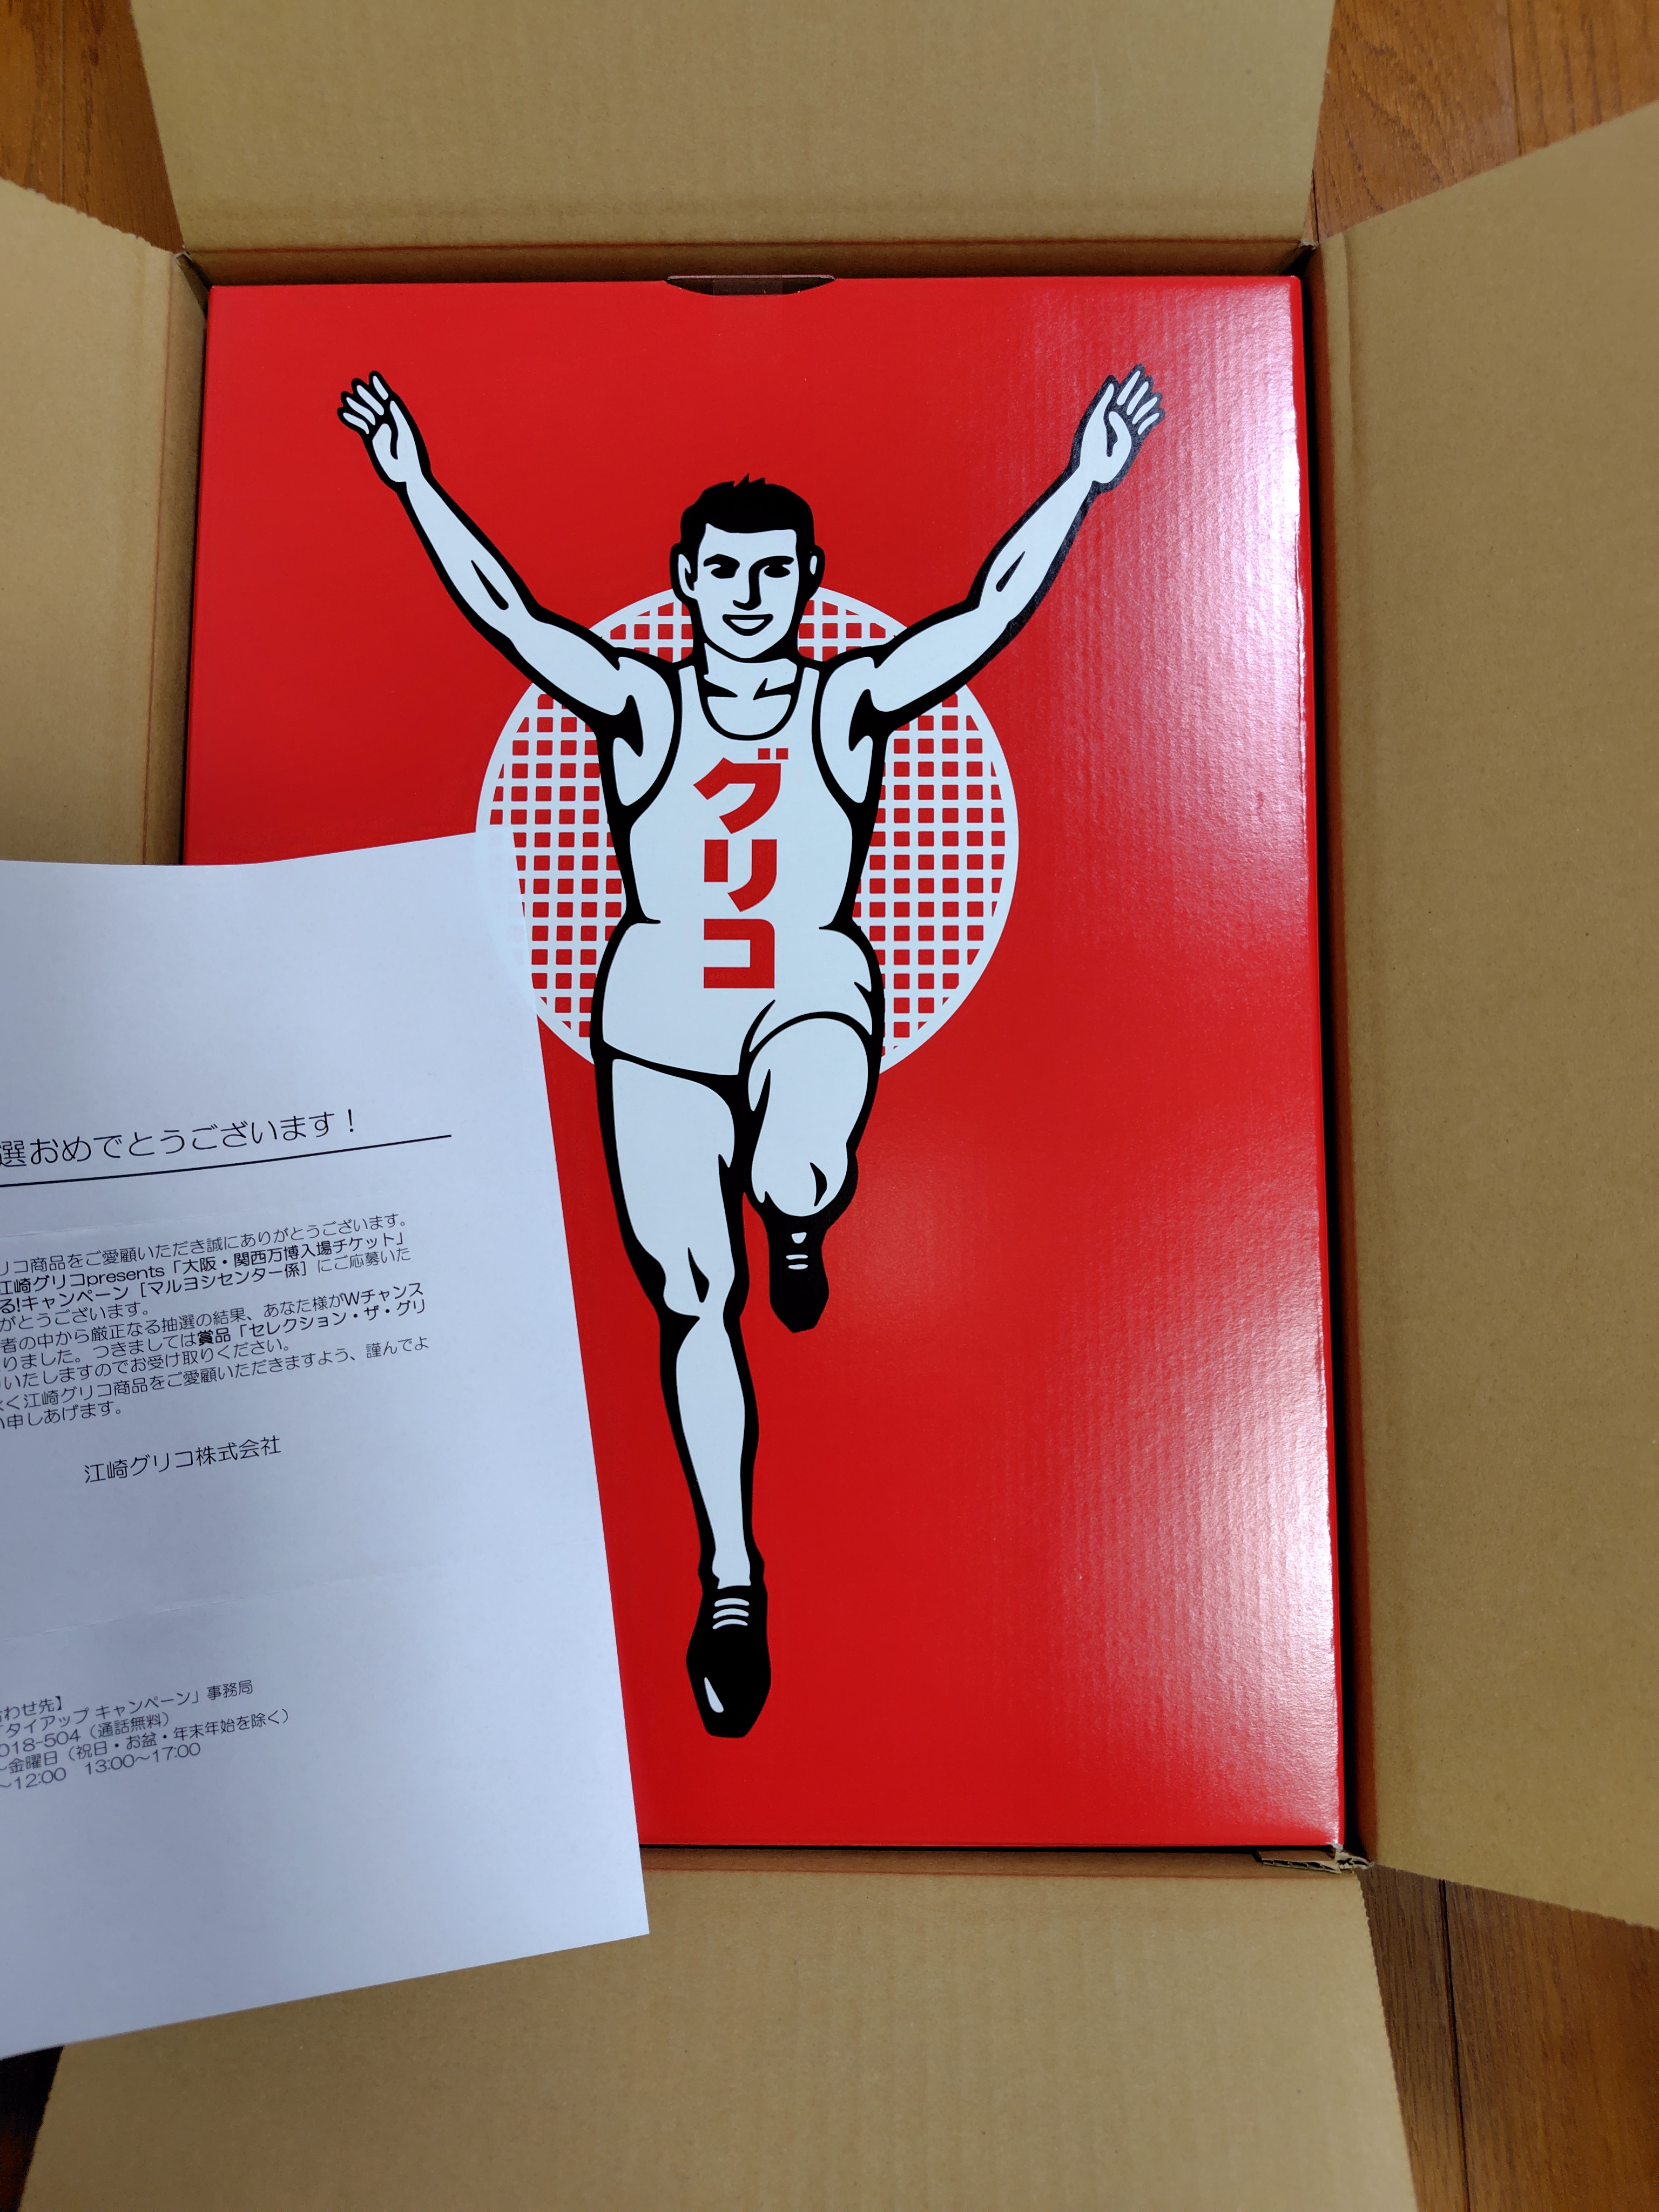 グリコ
選おめでとうございます！
リコ商品をご愛顧いただき誠にありがとうございます。
江崎グリコpresents「大阪・関西万博入場チケット」
る!キャンペーン［マルヨシセンター係］にご応募いた
がとうございます。
者の中から厳正なる抽選の結果、あなた様がWチャンス
りました。つきましては賞品「セレクション・ザ・グリ
いたしますのでお受け取りください。
く江崎グリコ商品をご愛顧いただきますよう、謹んでよ
い申しあげます。
江崎グリコ株式会社
わせ先】
タイアップ キャンペーン」事務局
018-504（通話無料）
～金曜日（祝日・お盆・年末年始を除く）
～12:00　13:00～17:00